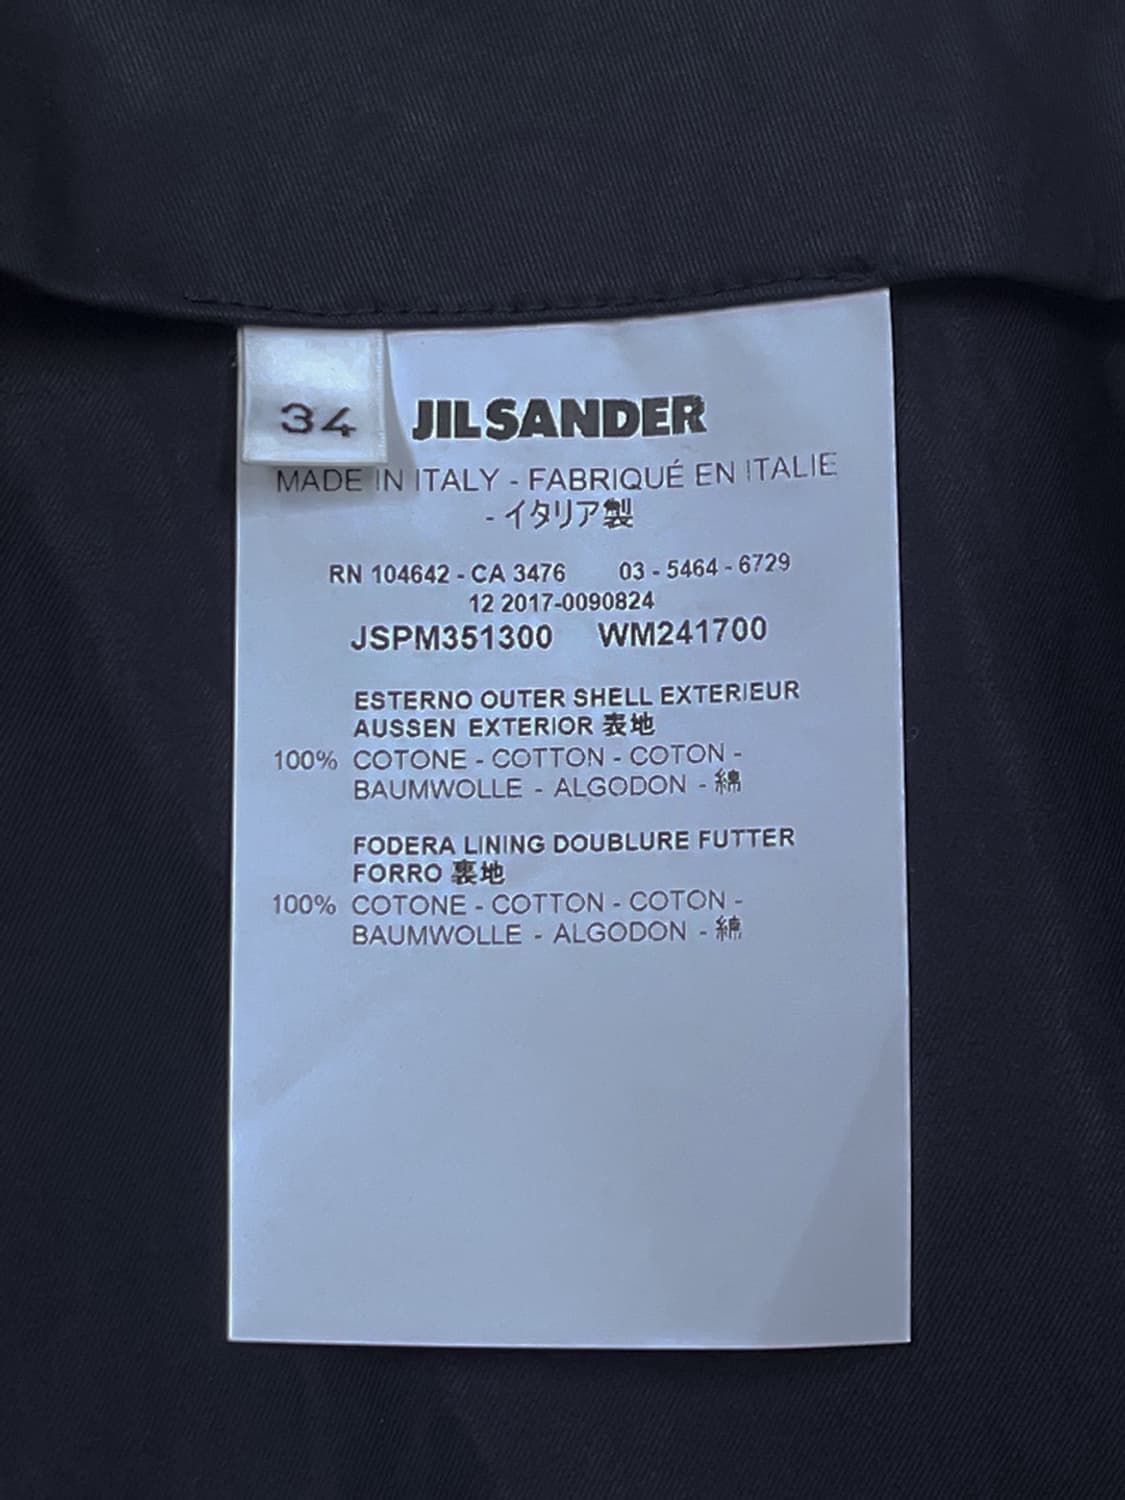 34
JIL SANDER
MADE IN ITALY - FABRIQUÉ EN ITALIE
- イタリア製
RN 104642 - CA 3476 03 - 5464 - 6729
12 2017-0090824
JSPM351300 WM241700
ESTERNO OUTER SHELL EXTERIEUR
AUSSEN EXTERIOR 表地
100% COTONE - COTTON - COTON -
BAUMWOLLE - ALGODON - 綿
FODERA LINING DOUBLURE FUTTER
FORRO 裏地
100% COTONE - COTTON - COTON -
BAUMWOLLE - ALGODON - 綿